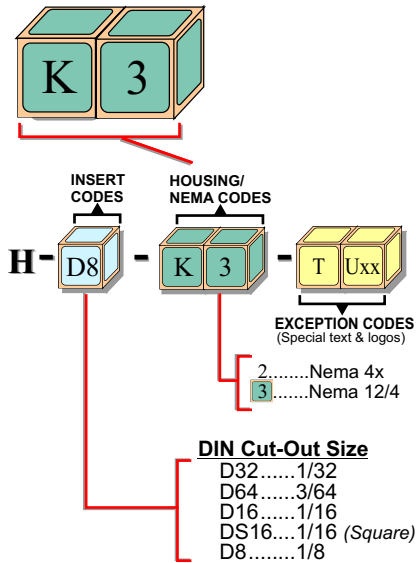 K 3
INSERT CODES
HOUSING/ NEMA CODES
H- D8 - K 3 - T Uxx
EXCEPTION CODES
(Special text & logos)
2........Nema 4x
3.......Nema 12/4
DIN Cut-Out Size
D32......1/32
D64......3/64
D16......1/16
DS16....1/16 (Square)
D8........1/8